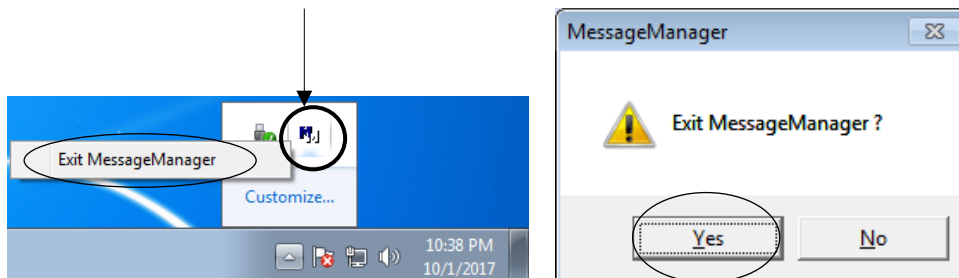 Exit MessageManager
Customize...
10:38 PM
10/1/2017
MessageManager
Exit MessageManager ?
Yes
No